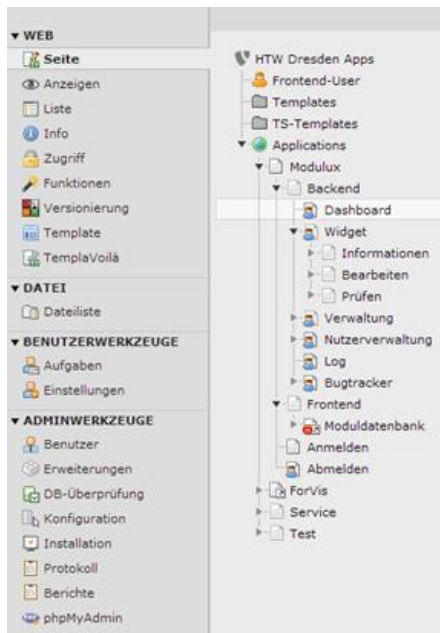 WEB
Seite
Anzeigen
Liste
Info
Zugriff
Funktionen
Versionierung
Template
TemplaVoilà
DATEI
Dateiliste
BENUTZERWERKZEUGE
Aufgaben
Einstellungen
ADMINWERKZEUGE
Benutzer
Erweiterungen
DB-Überprüfung
Konfiguration
Installation
Protokoll
Berichte
phpMyAdmin
HTW Dresden Apps
Frontend-User
Templates
TS-Templates
Applications
Modulux
Backend
Dashboard
Widget
Informationen
Bearbeiten
Prüfen
Verwaltung
Nutzerverwaltung
Log
Bugtracker
Frontend
Moduldatenbank
Anmelden
Abmelden
ForVis
Service
Test